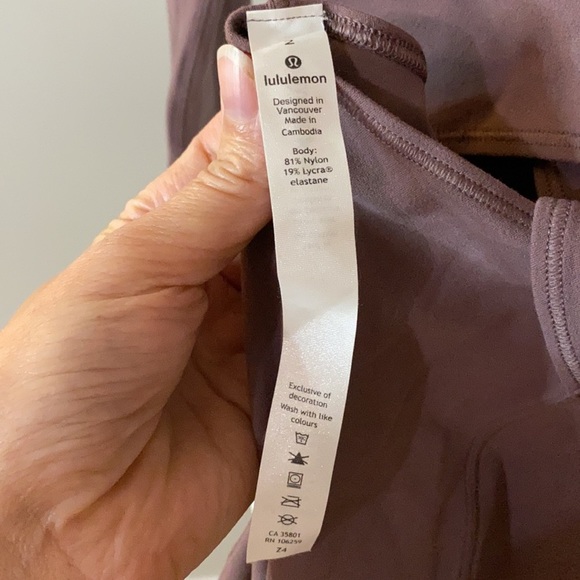 lululemon
Designed in
Vancouver
Made in
Cambodia
Body:
81% Nylon
19% Lycra®
elastane
Exclusive of
decoration
Wash with like
colours
CA 35801
RN 106259